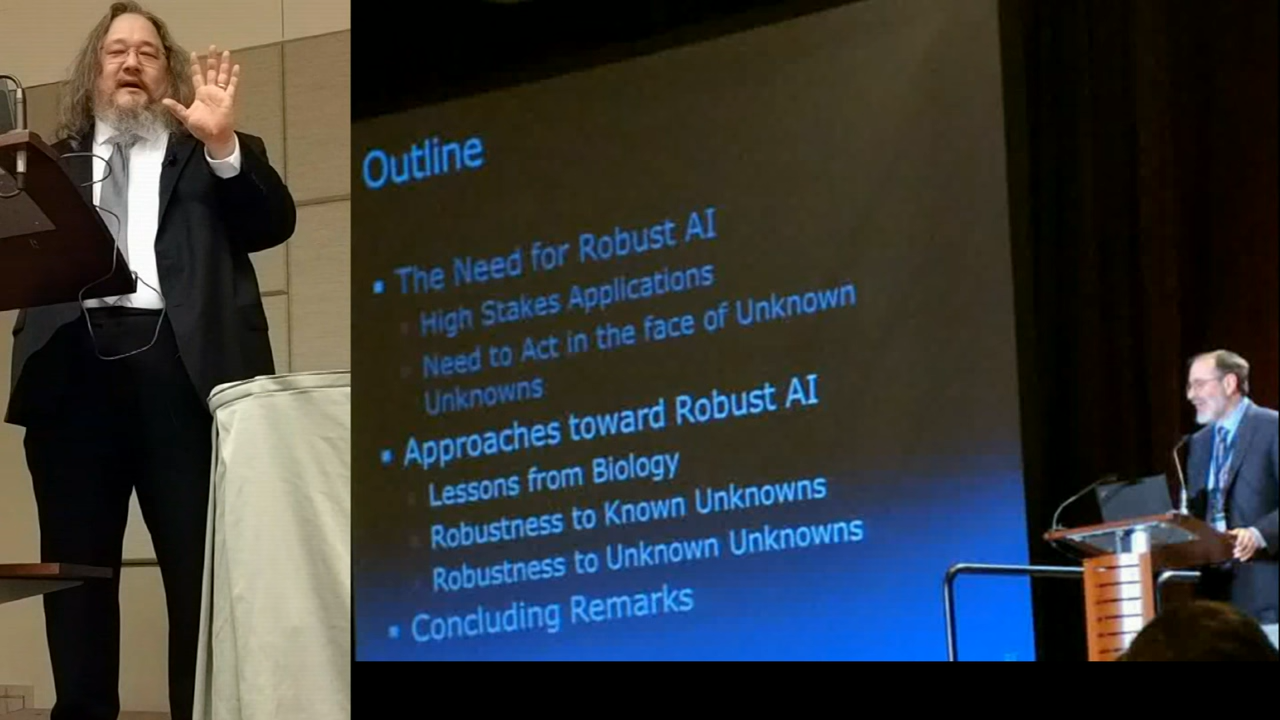 Outline
▪ The Need for Robust AI
High Stakes Applications
Need to Act in the face of Unknown
Unknowns
▪ Approaches toward Robust AI
Lessons from Biology
Robustness to Known Unknowns
Robustness to Unknown Unknowns
▪ Concluding Remarks